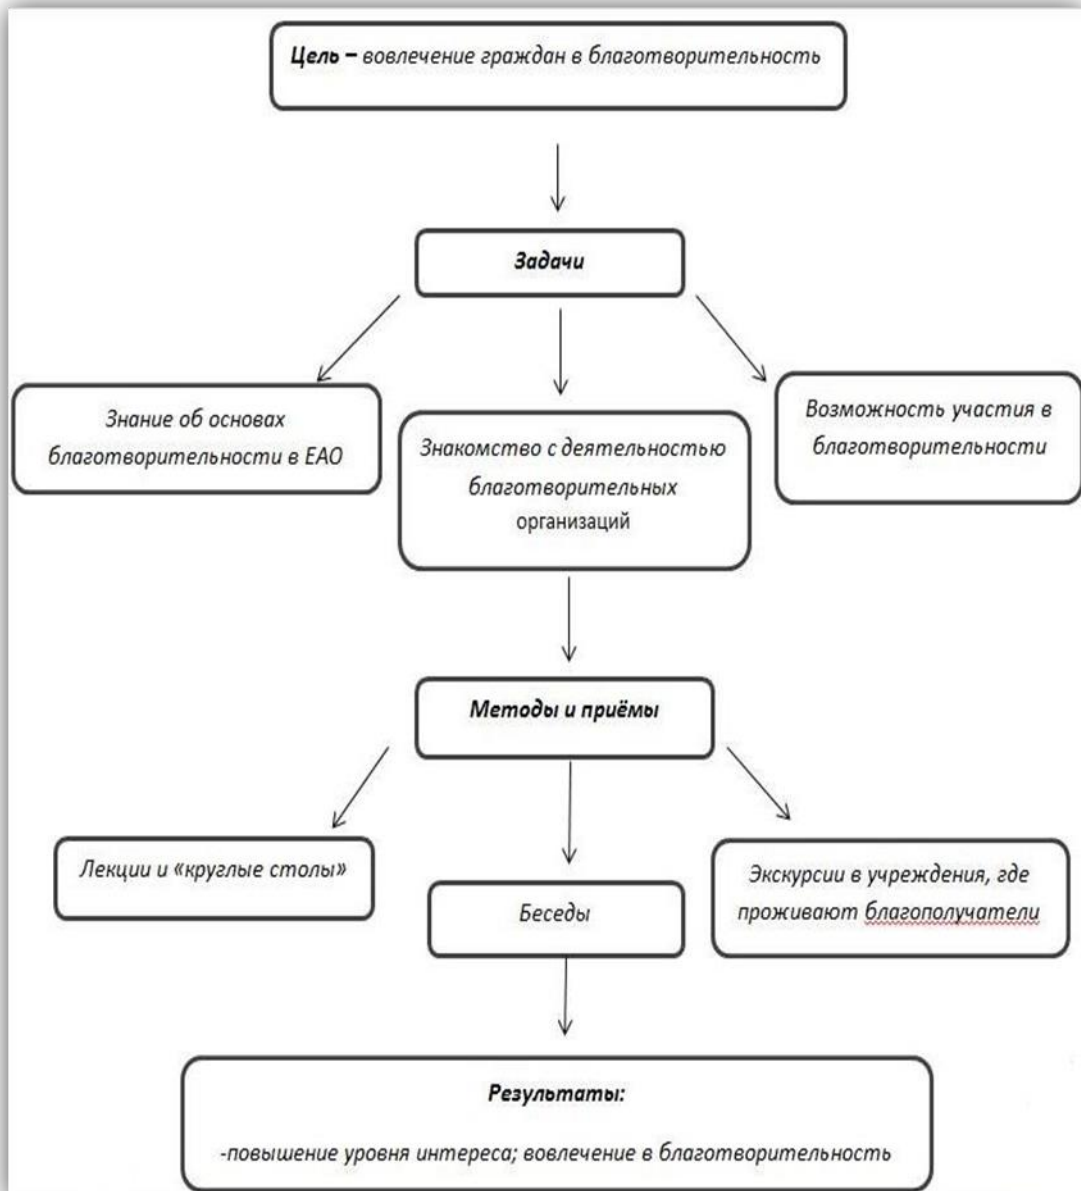 Цель – вовлечение граждан в благотворительность
Задачи
Знание об основах
благотворительности в ЕАО
Знакомство с деятельностью
благотворительных
организаций
Возможность участия в
благотворительности
Методы и приёмы
Лекции и «круглые столы»
Беседы
Экскурсии в учреждения, где
проживают благополучатели
Результаты:
-повышение уровня интереса; вовлечение в благотворительность